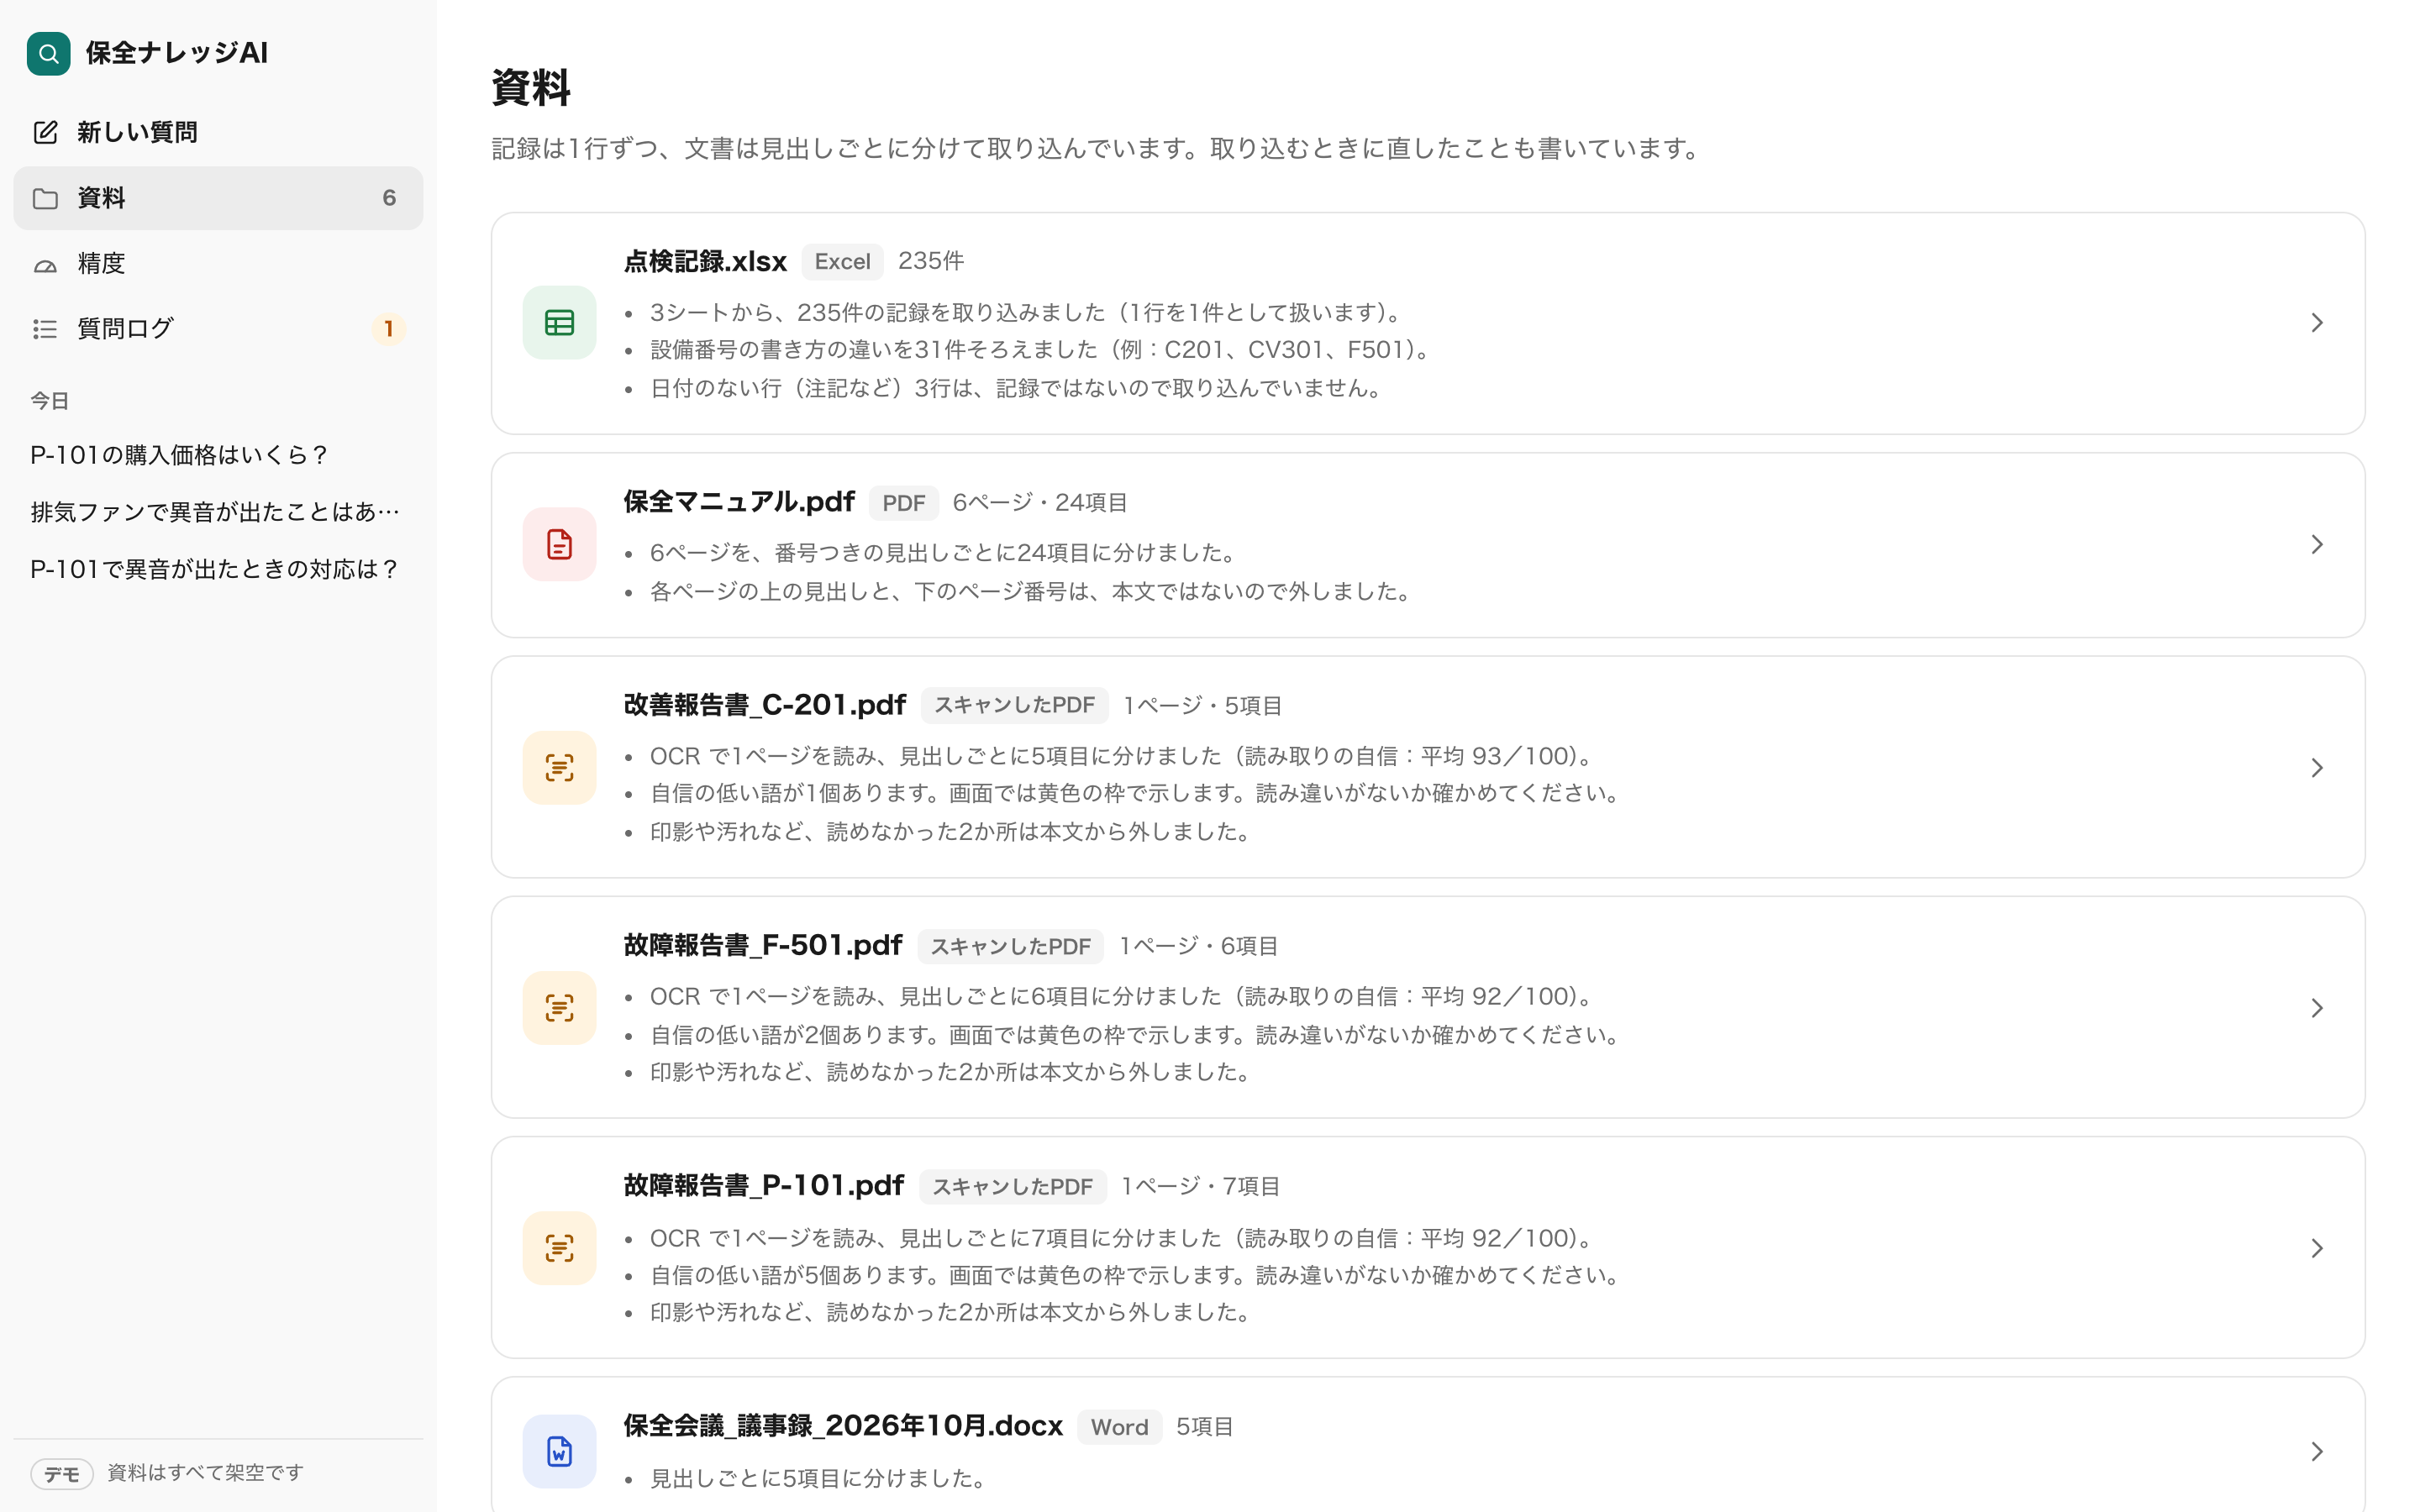 保全ナレッジAI
新しい質問
資料 6
精度
質問ログ 1
今日
P-101の購入価格はいくら？
排気ファンで異音が出たことはあ…
P-101で異音が出たときの対応は？
デモ 資料はすべて架空です
資料
記録は1行ずつ、文書は見出しごとに分けて取り込んでいます。取り込むときに直したことも書いています。
点検記録.xlsx Excel 235件
• 3シートから、235件の記録を取り込みました（1行を1件として扱います）。
• 設備番号の書き方の違いを31件そろえました（例：C201、CV301、F501）。
• 日付のない行（注記など）3行は、記録ではないので取り込んでいません。
保全マニュアル.pdf PDF 6ページ・24項目
• 6ページを、番号つきの見出しごとに24項目に分けました。
• 各ページの上の見出しと、下のページ番号は、本文ではないので外しました。
改善報告書_C-201.pdf スキャンしたPDF 1ページ・5項目
• OCR で1ページを読み、見出しごとに5項目に分けました（読み取りの自信：平均 93／100）。
• 自信の低い語が1個あります。画面では黄色の枠で示します。読み違いがないか確かめてください。
• 印影や汚れなど、読めなかった2か所は本文から外しました。
故障報告書_F-501.pdf スキャンしたPDF 1ページ・6項目
• OCR で1ページを読み、見出しごとに6項目に分けました（読み取りの自信：平均 92／100）。
• 自信の低い語が2個あります。画面では黄色の枠で示します。読み違いがないか確かめてください。
• 印影や汚れなど、読めなかった2か所は本文から外しました。
故障報告書_P-101.pdf スキャンしたPDF 1ページ・7項目
• OCR で1ページを読み、見出しごとに7項目に分けました（読み取りの自信：平均 92／100）。
• 自信の低い語が5個あります。画面では黄色の枠で示します。読み違いがないか確かめてください。
• 印影や汚れなど、読めなかった2か所は本文から外しました。
保全会議_議事録_2026年10月.docx Word 5項目
• 見出しごとに5項目に分けました。